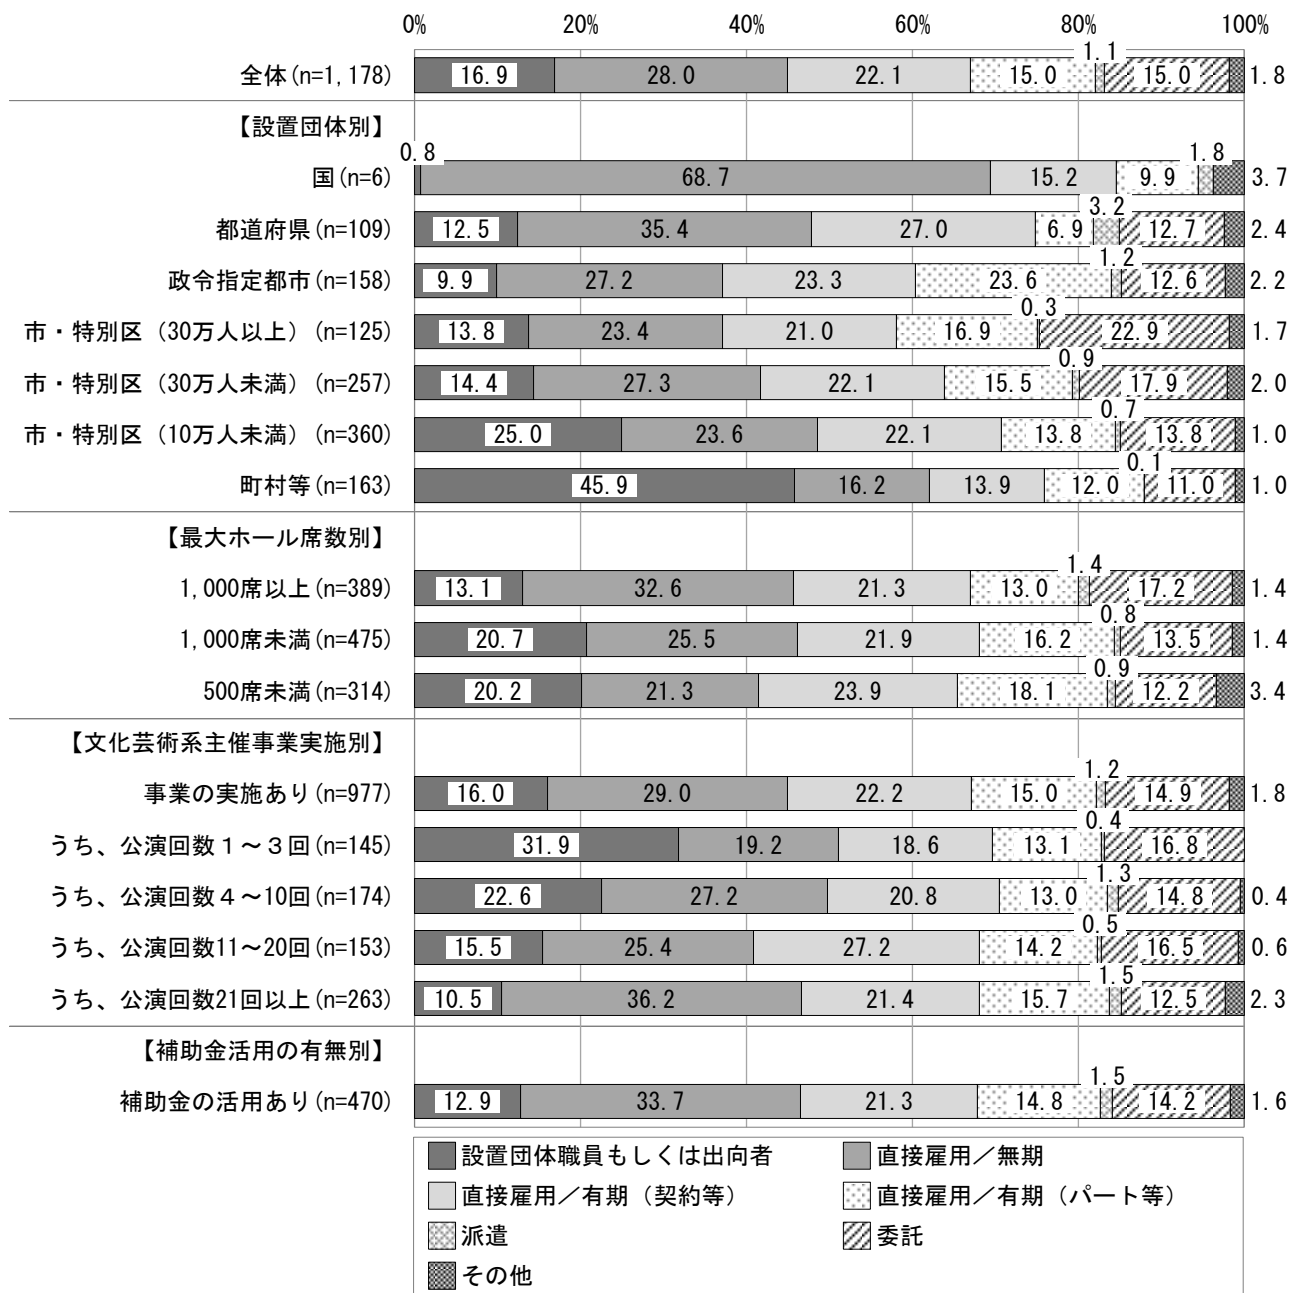 0% 20% 40% 60% 80% 100%
全体(n=1,178) 16.9 28.0 22.1 15.0 1.1 15.0 1.8
【設置団体別】
国(n=6) 0.8 68.7 15.2 9.9 1.8 3.7
都道府県(n=109) 12.5 35.4 27.0 6.9 3.2 12.7 2.4
政令指定都市(n=158) 9.9 27.2 23.3 23.6 1.2 12.6 2.2
市・特別区（30万人以上）(n=125) 13.8 23.4 21.0 16.9 0.3 22.9 1.7
市・特別区（30万人未満）(n=257) 14.4 27.3 22.1 15.5 0.9 17.9 2.0
市・特別区（10万人未満）(n=360) 25.0 23.6 22.1 13.8 0.7 13.8 1.0
町村等(n=163) 45.9 16.2 13.9 12.0 0.1 11.0 1.0
【最大ホール席数別】
1,000席以上(n=389) 13.1 32.6 21.3 13.0 1.4 17.2 1.4
1,000席未満(n=475) 20.7 25.5 21.9 16.2 0.8 13.5 1.4
500席未満(n=314) 20.2 21.3 23.9 18.1 0.9 12.2 3.4
【文化芸術系主催事業実施別】
事業の実施あり(n=977) 16.0 29.0 22.2 15.0 1.2 14.9 1.8
うち、公演回数１～３回(n=145) 31.9 19.2 18.6 13.1 0.4 16.8
うち、公演回数４～10回(n=174) 22.6 27.2 20.8 13.0 1.3 14.8 0.4
うち、公演回数11～20回(n=153) 15.5 25.4 27.2 14.2 0.5 16.5 0.6
うち、公演回数21回以上(n=263) 10.5 36.2 21.4 15.7 1.5 12.5 2.3
【補助金活用の有無別】
補助金の活用あり(n=470) 12.9 33.7 21.3 14.8 1.5 14.2 1.6
設置団体職員もしくは出向者 直接雇用／無期
直接雇用／有期（契約等） 直接雇用／有期（パート等）
派遣 委託
その他